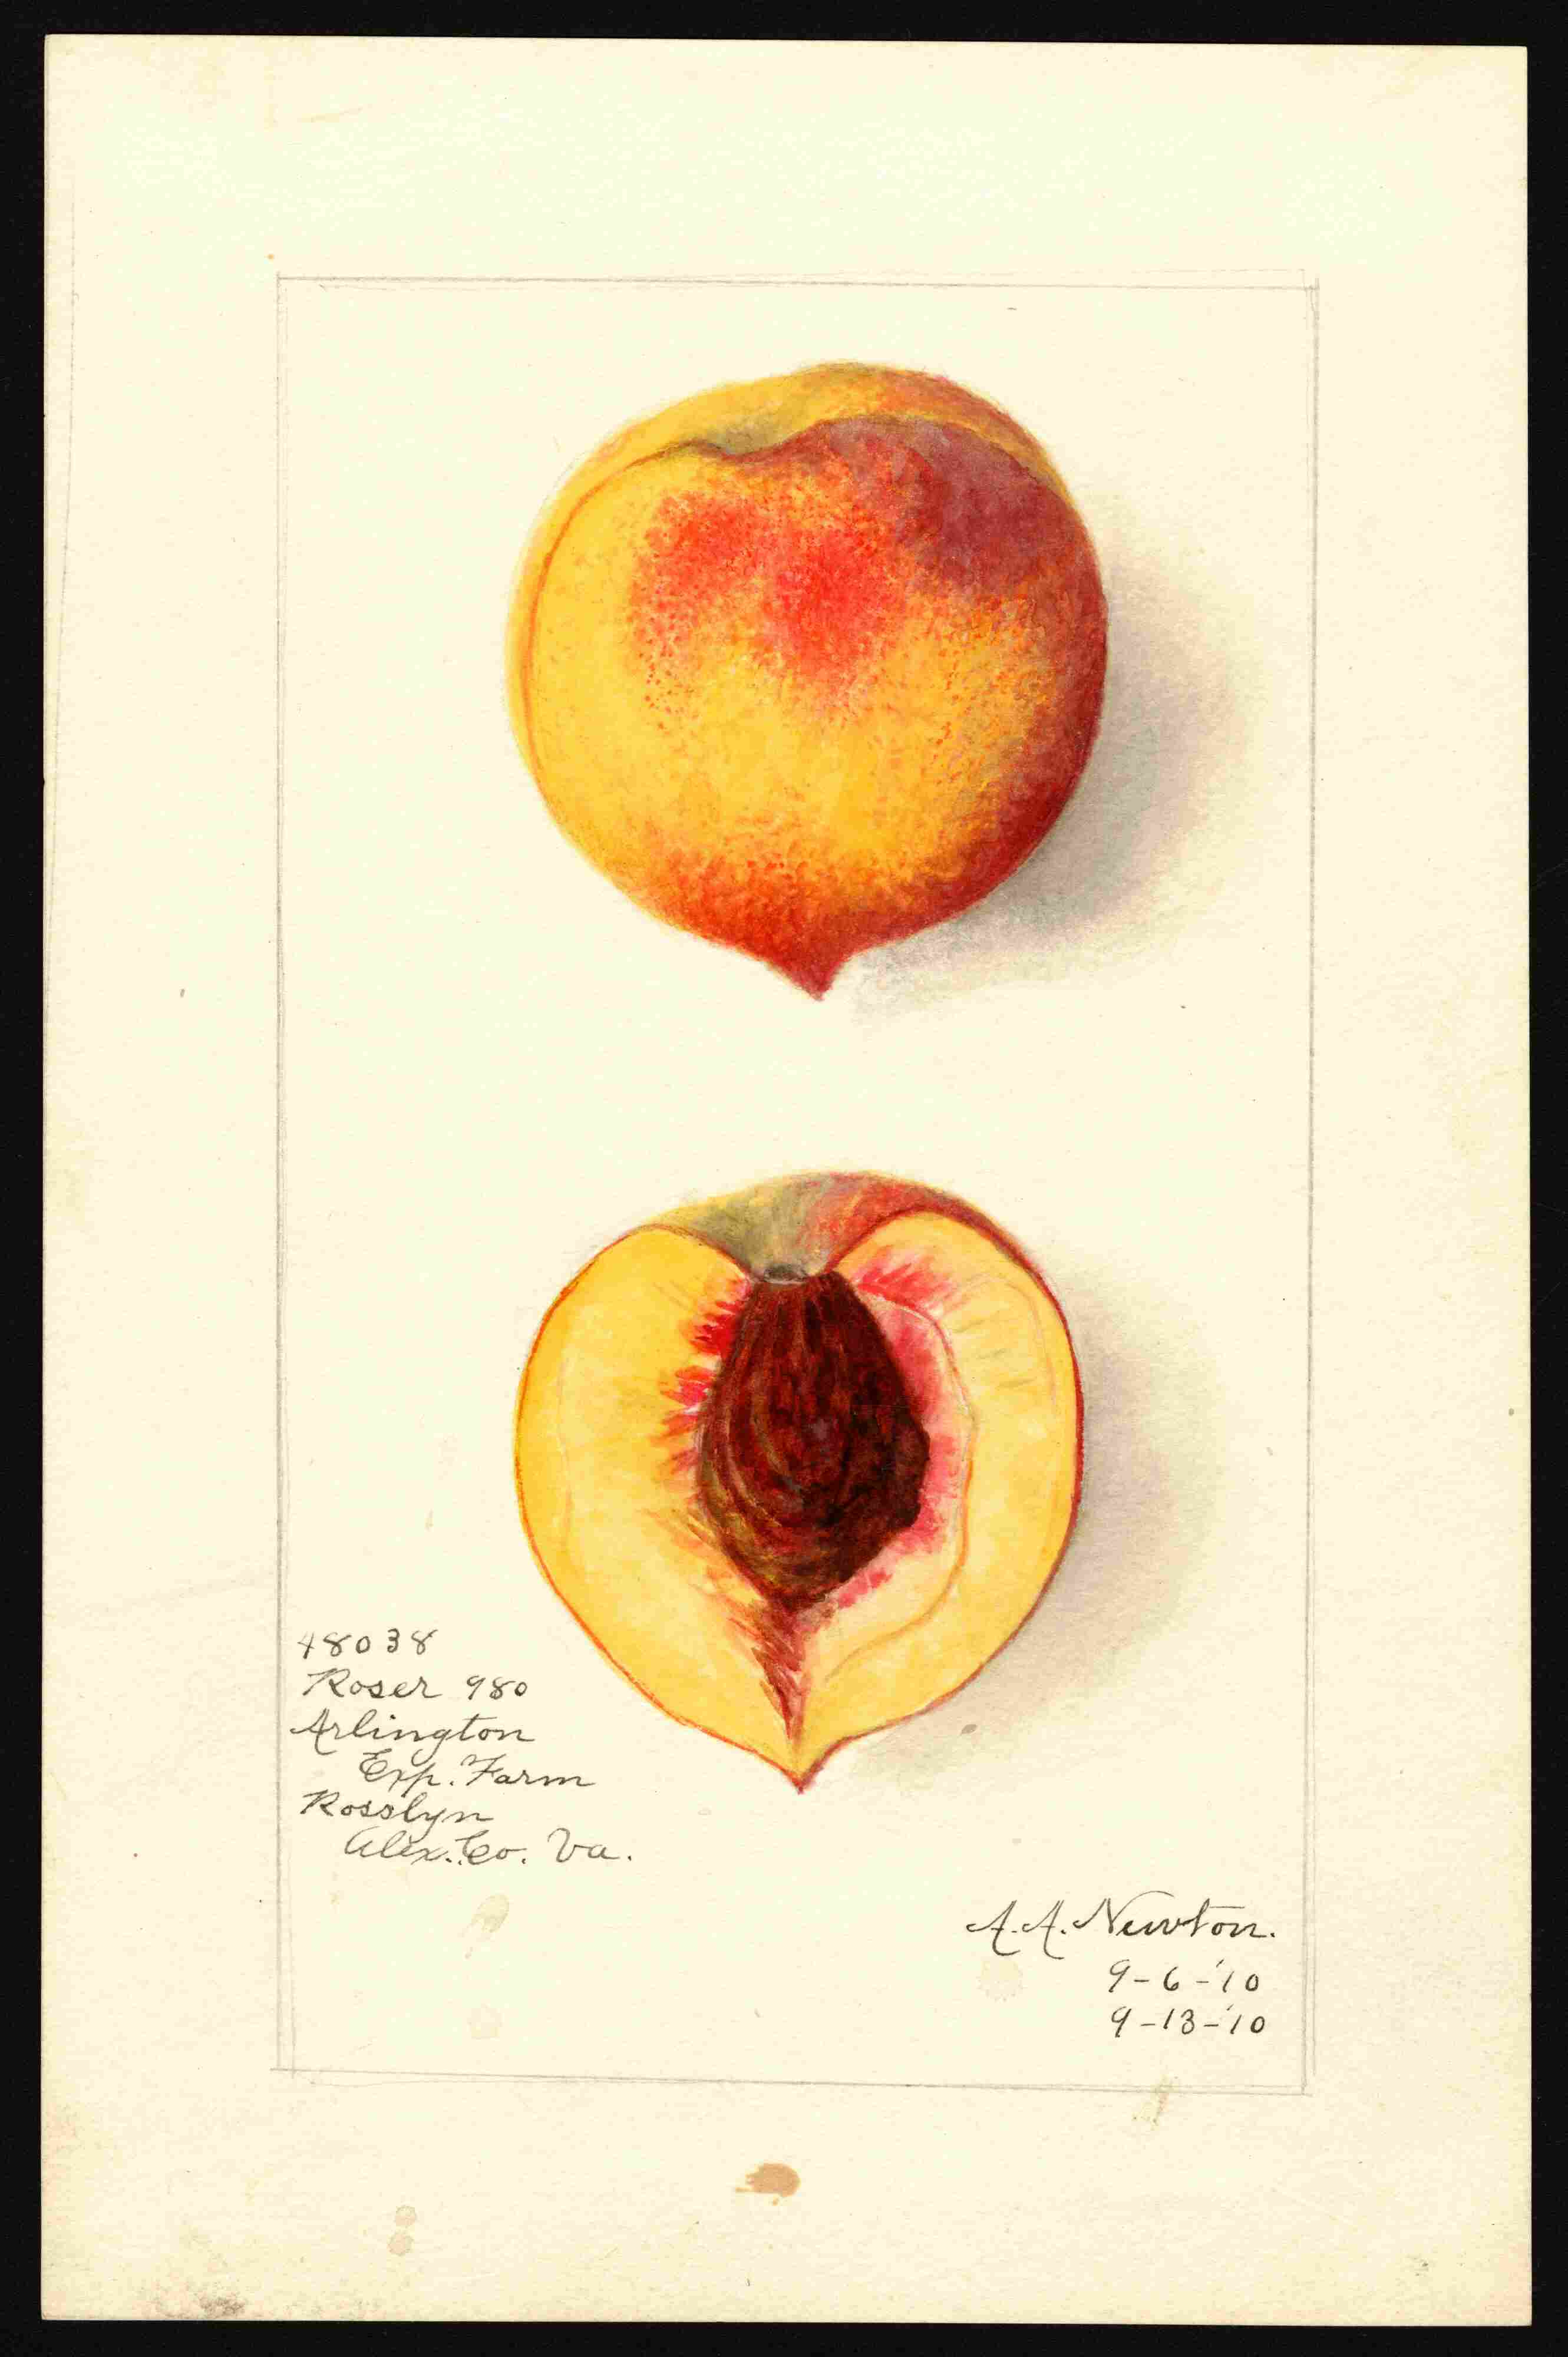 48038
Roser 980
Arlington
Exp. Farm
Rosslyn
Alex. Co. Va.
A. A. Newton.
9-6-'10
9-13-'10